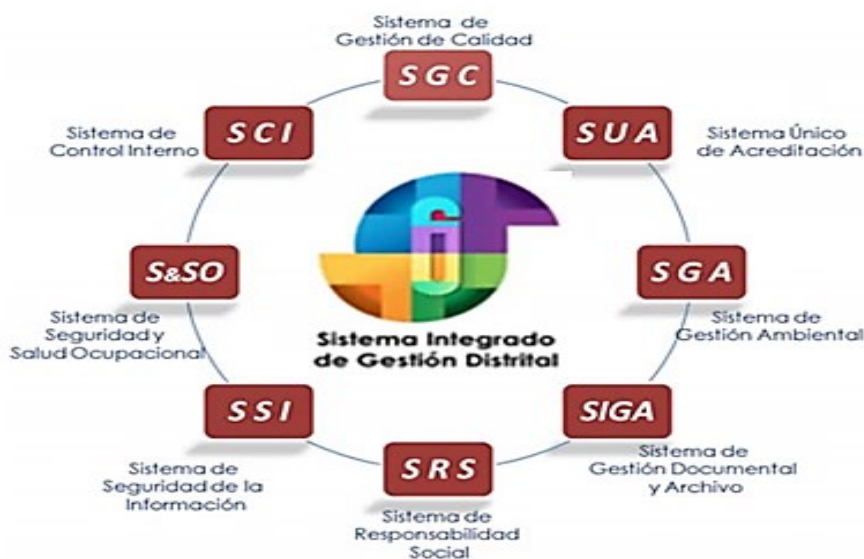 Sistema de
Gestión de Calidad
SGC
SUA
Sistema Único
de Acreditación
SGA
Sistema de
Gestión Ambiental
SIGA
Sistema de
Gestión Documental
y Archivo
SRS
Sistema de
Responsabilidad
Social
SSI
Sistema de
Seguridad de la
Información
S&SO
Sistema de
Seguridad y
Salud Ocupacional
SCI
Sistema de
Control Interno
Sistema Integrado
de Gestión Distrital